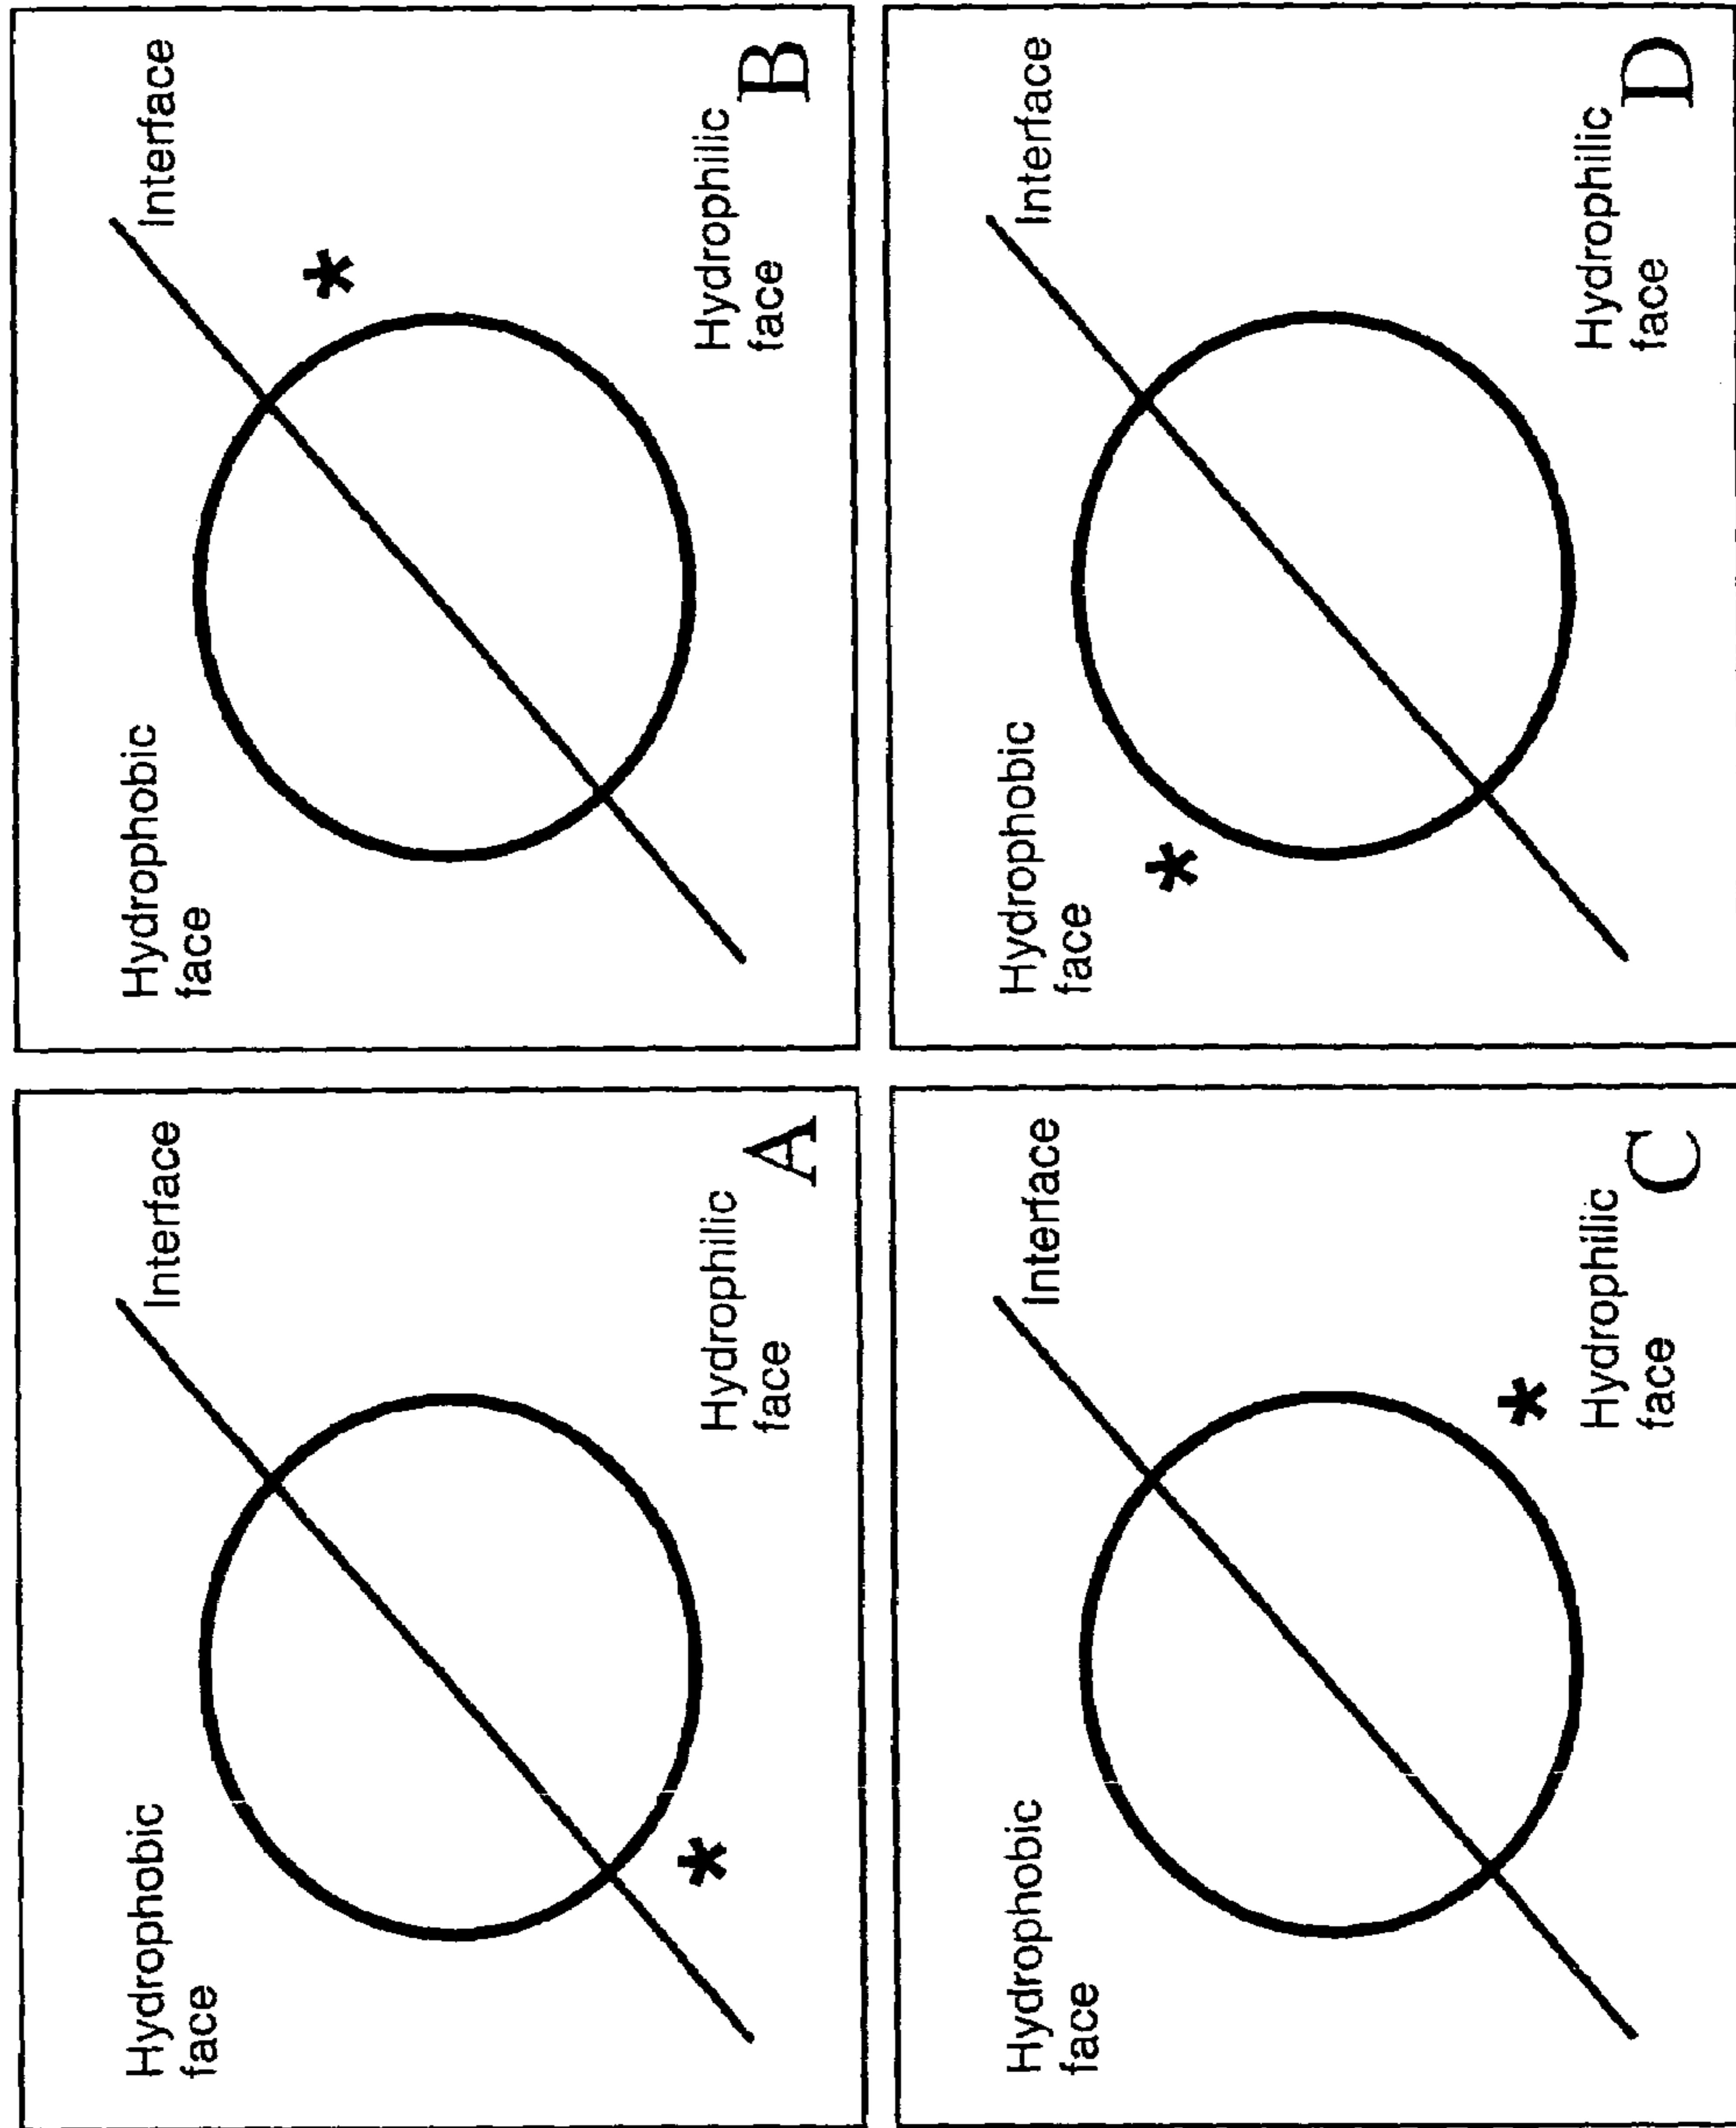 Hydrophobic
face
Interface
*
Hydrophilic
face
A
Hydrophobic
face
Interface
*
Hydrophilic
face
B
Hydrophobic
face
Interface
*
Hydrophilic
face
C
Hydrophobic
face
Interface
*
Hydrophilic
face
D